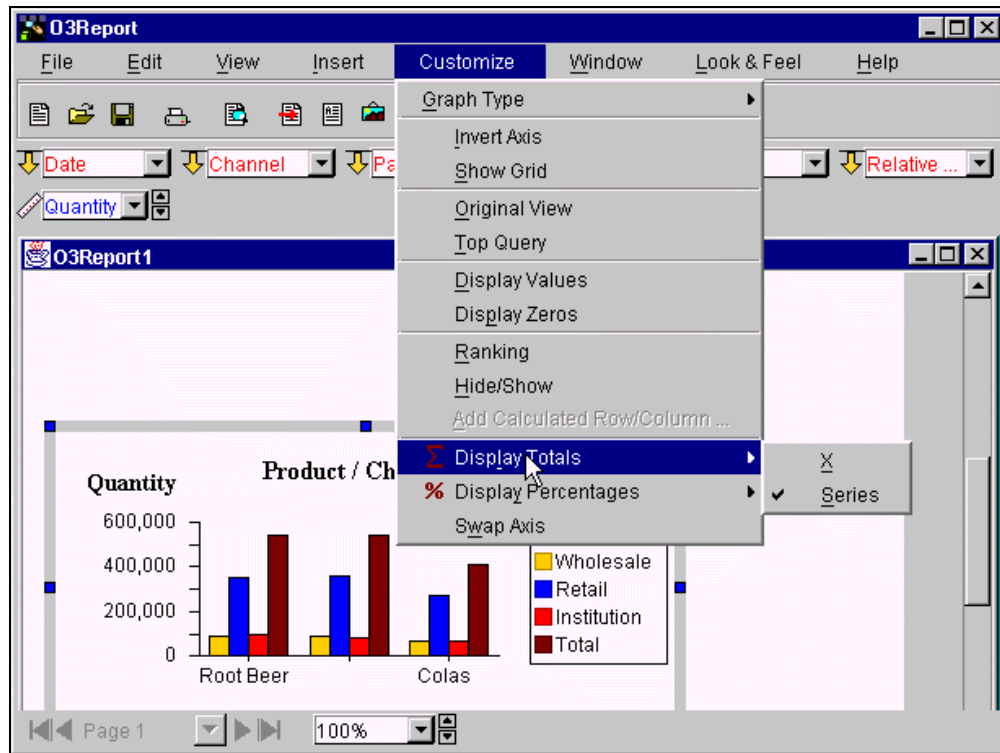 O3Report
File Edit View Insert Customize Window Look & Feel Help
Graph Type
Invert Axis
Show Grid
Original View
Top Query
Display Values
Display Zeros
Ranking
Hide/Show
Add Calculated Row/Column ...
Σ Display Totals
% Display Percentages
Swap Axis
X
✔ Series
Date Channel Relative ...
Quantity
O3Report1
Quantity
Product / Ch
600,000
400,000
200,000
0
Root Beer Colas
Wholesale
Retail
Institution
Total
Page 1 100%